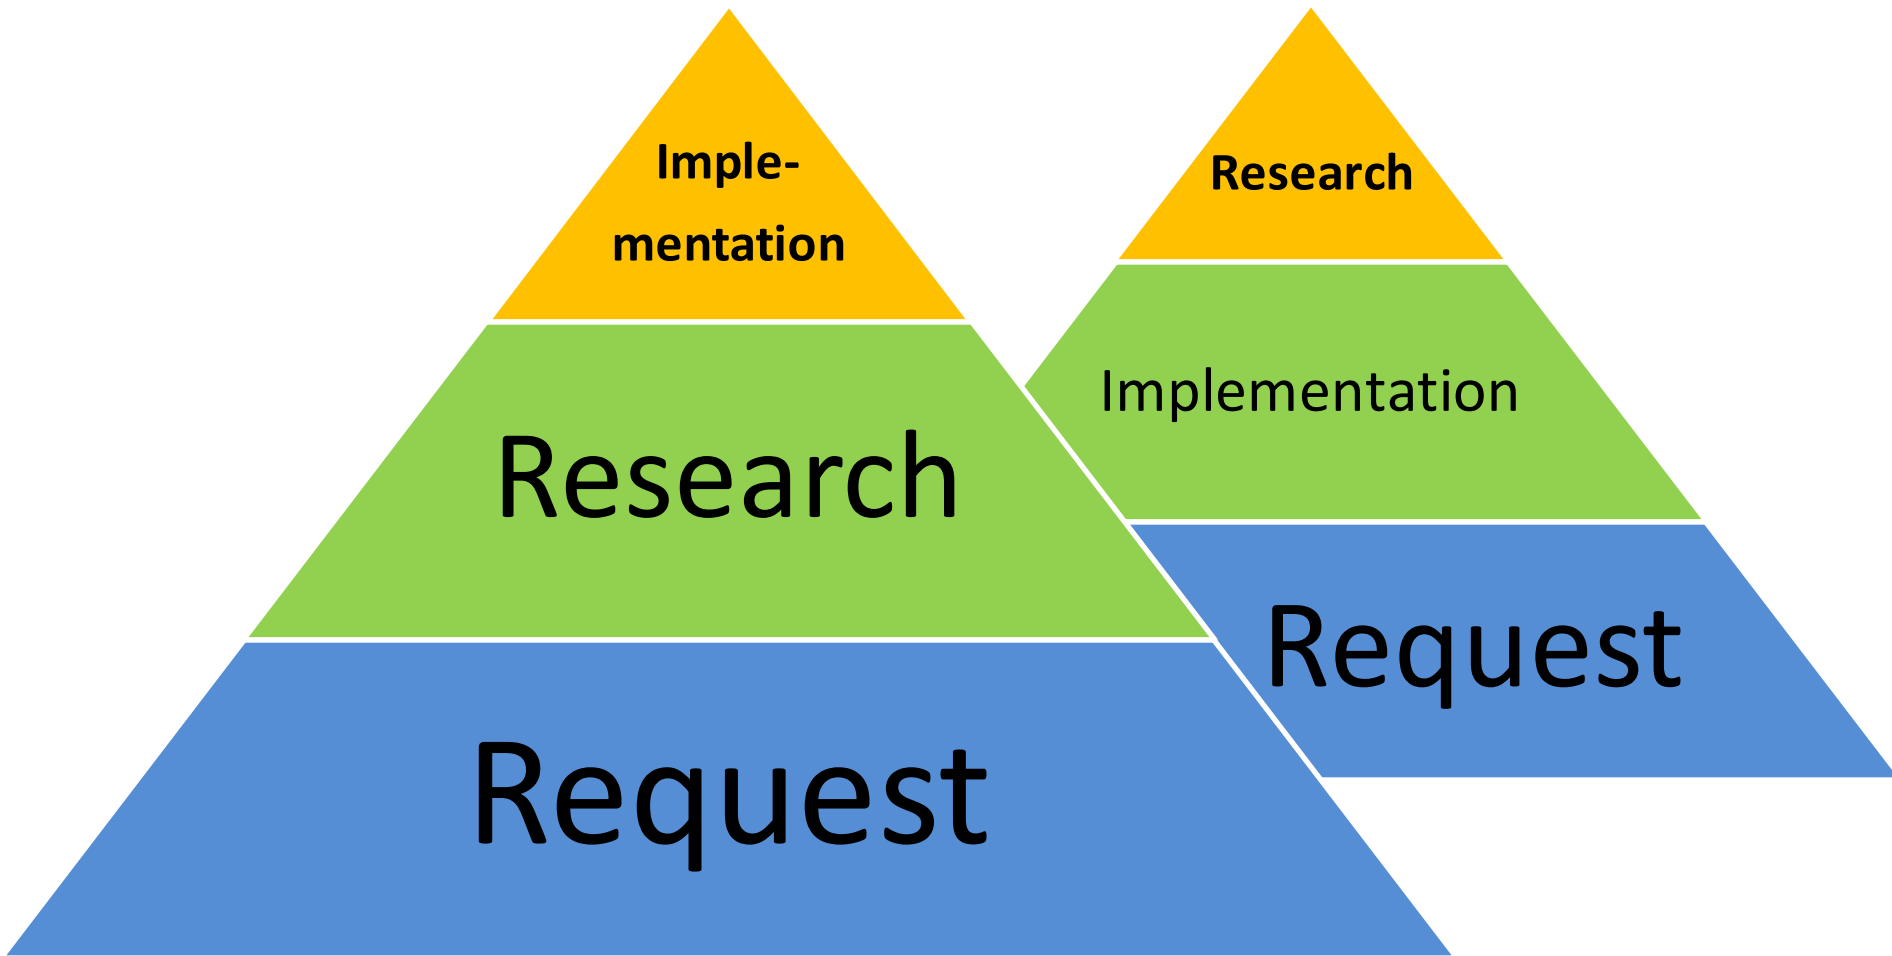 Imple-
mentation
Research
Request
Research
Implementation
Request